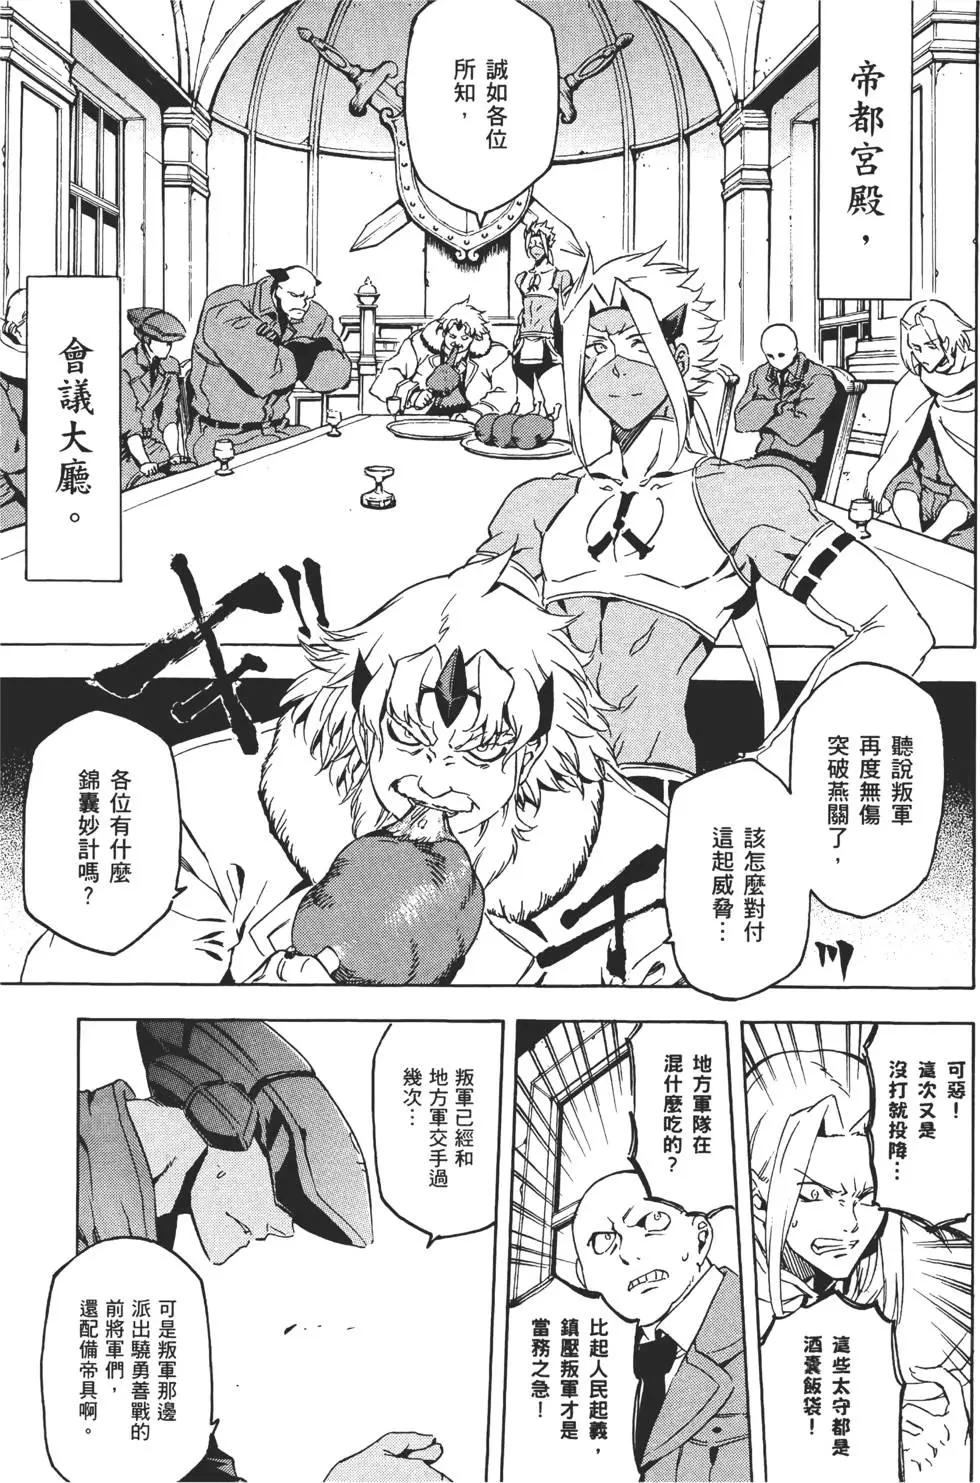 帝都宮殿，
會議大廳。
誠如各位
所知，
聽說叛軍
再度無傷
突破燕關了，
該怎麼對付
這起威脅…
各位有什麼
錦囊妙計嗎？
可惡！
這次又是
沒打就投降…
這些太守都是
酒囊飯袋！
地方軍隊在
混什麼吃的？
比起人民起義，
鎮壓叛軍才是
當務之急！
叛軍已經和
地方軍交手過
幾次…
可是叛軍那邊
派出驍勇善戰的
前將軍們，
還配備帝具啊。